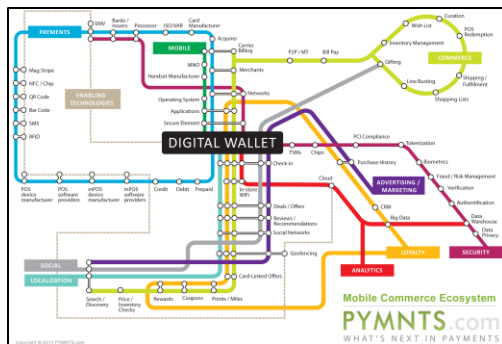 PAYMENTS
EMV
Banks /
Issuers
Processor
ISO/VAR
Card
Manufacturer
Acquirer
MOBILE
Carrier
Billing
MNO
Merchants
Handset Manufacturer
Networks
Operating System
Applications
Secure Element
Mag Stripe
NFC / Chip
QR Code
Bar Code
SMS
RFID
ENABLING
TECHNOLOGIES
P2P / MT
Bill Pay
Wish List
Curation
POS
Redemption
Inventory Management
COMMERCE
Gifting
Line Busting
Shipping /
Fulfillment
Shopping Lists
DIGITAL WALLET
TSMs
Chips
PCI Compliance
Tokenization
Check-in
Purchase History
Biometrics
Fraud / Risk Management
Verification
Authentification
Data
Warehouse
Data
Privacy
ADVERTISING /
MARKETING
Cloud
In-store
WiFi
CRM
Big Data
POS
device
manufacturer
POS
software
providers
mPOS
device
manufacturer
mPOS
software
providers
Credit
Debit
Prepaid
Deals / Offers
Reviews /
Recommendations
Social Networks
Geofencing
Card-Linked Offers
SOCIAL
LOCALIZATION
Search /
Discovery
Price /
Inventory
Checks
Rewards
Coupons
Points / Miles
ANALYTICS
LOYALTY
SECURITY
Mobile Commerce Ecosystem
PYMNTS.com
WHAT'S NEXT IN PAYMENTS